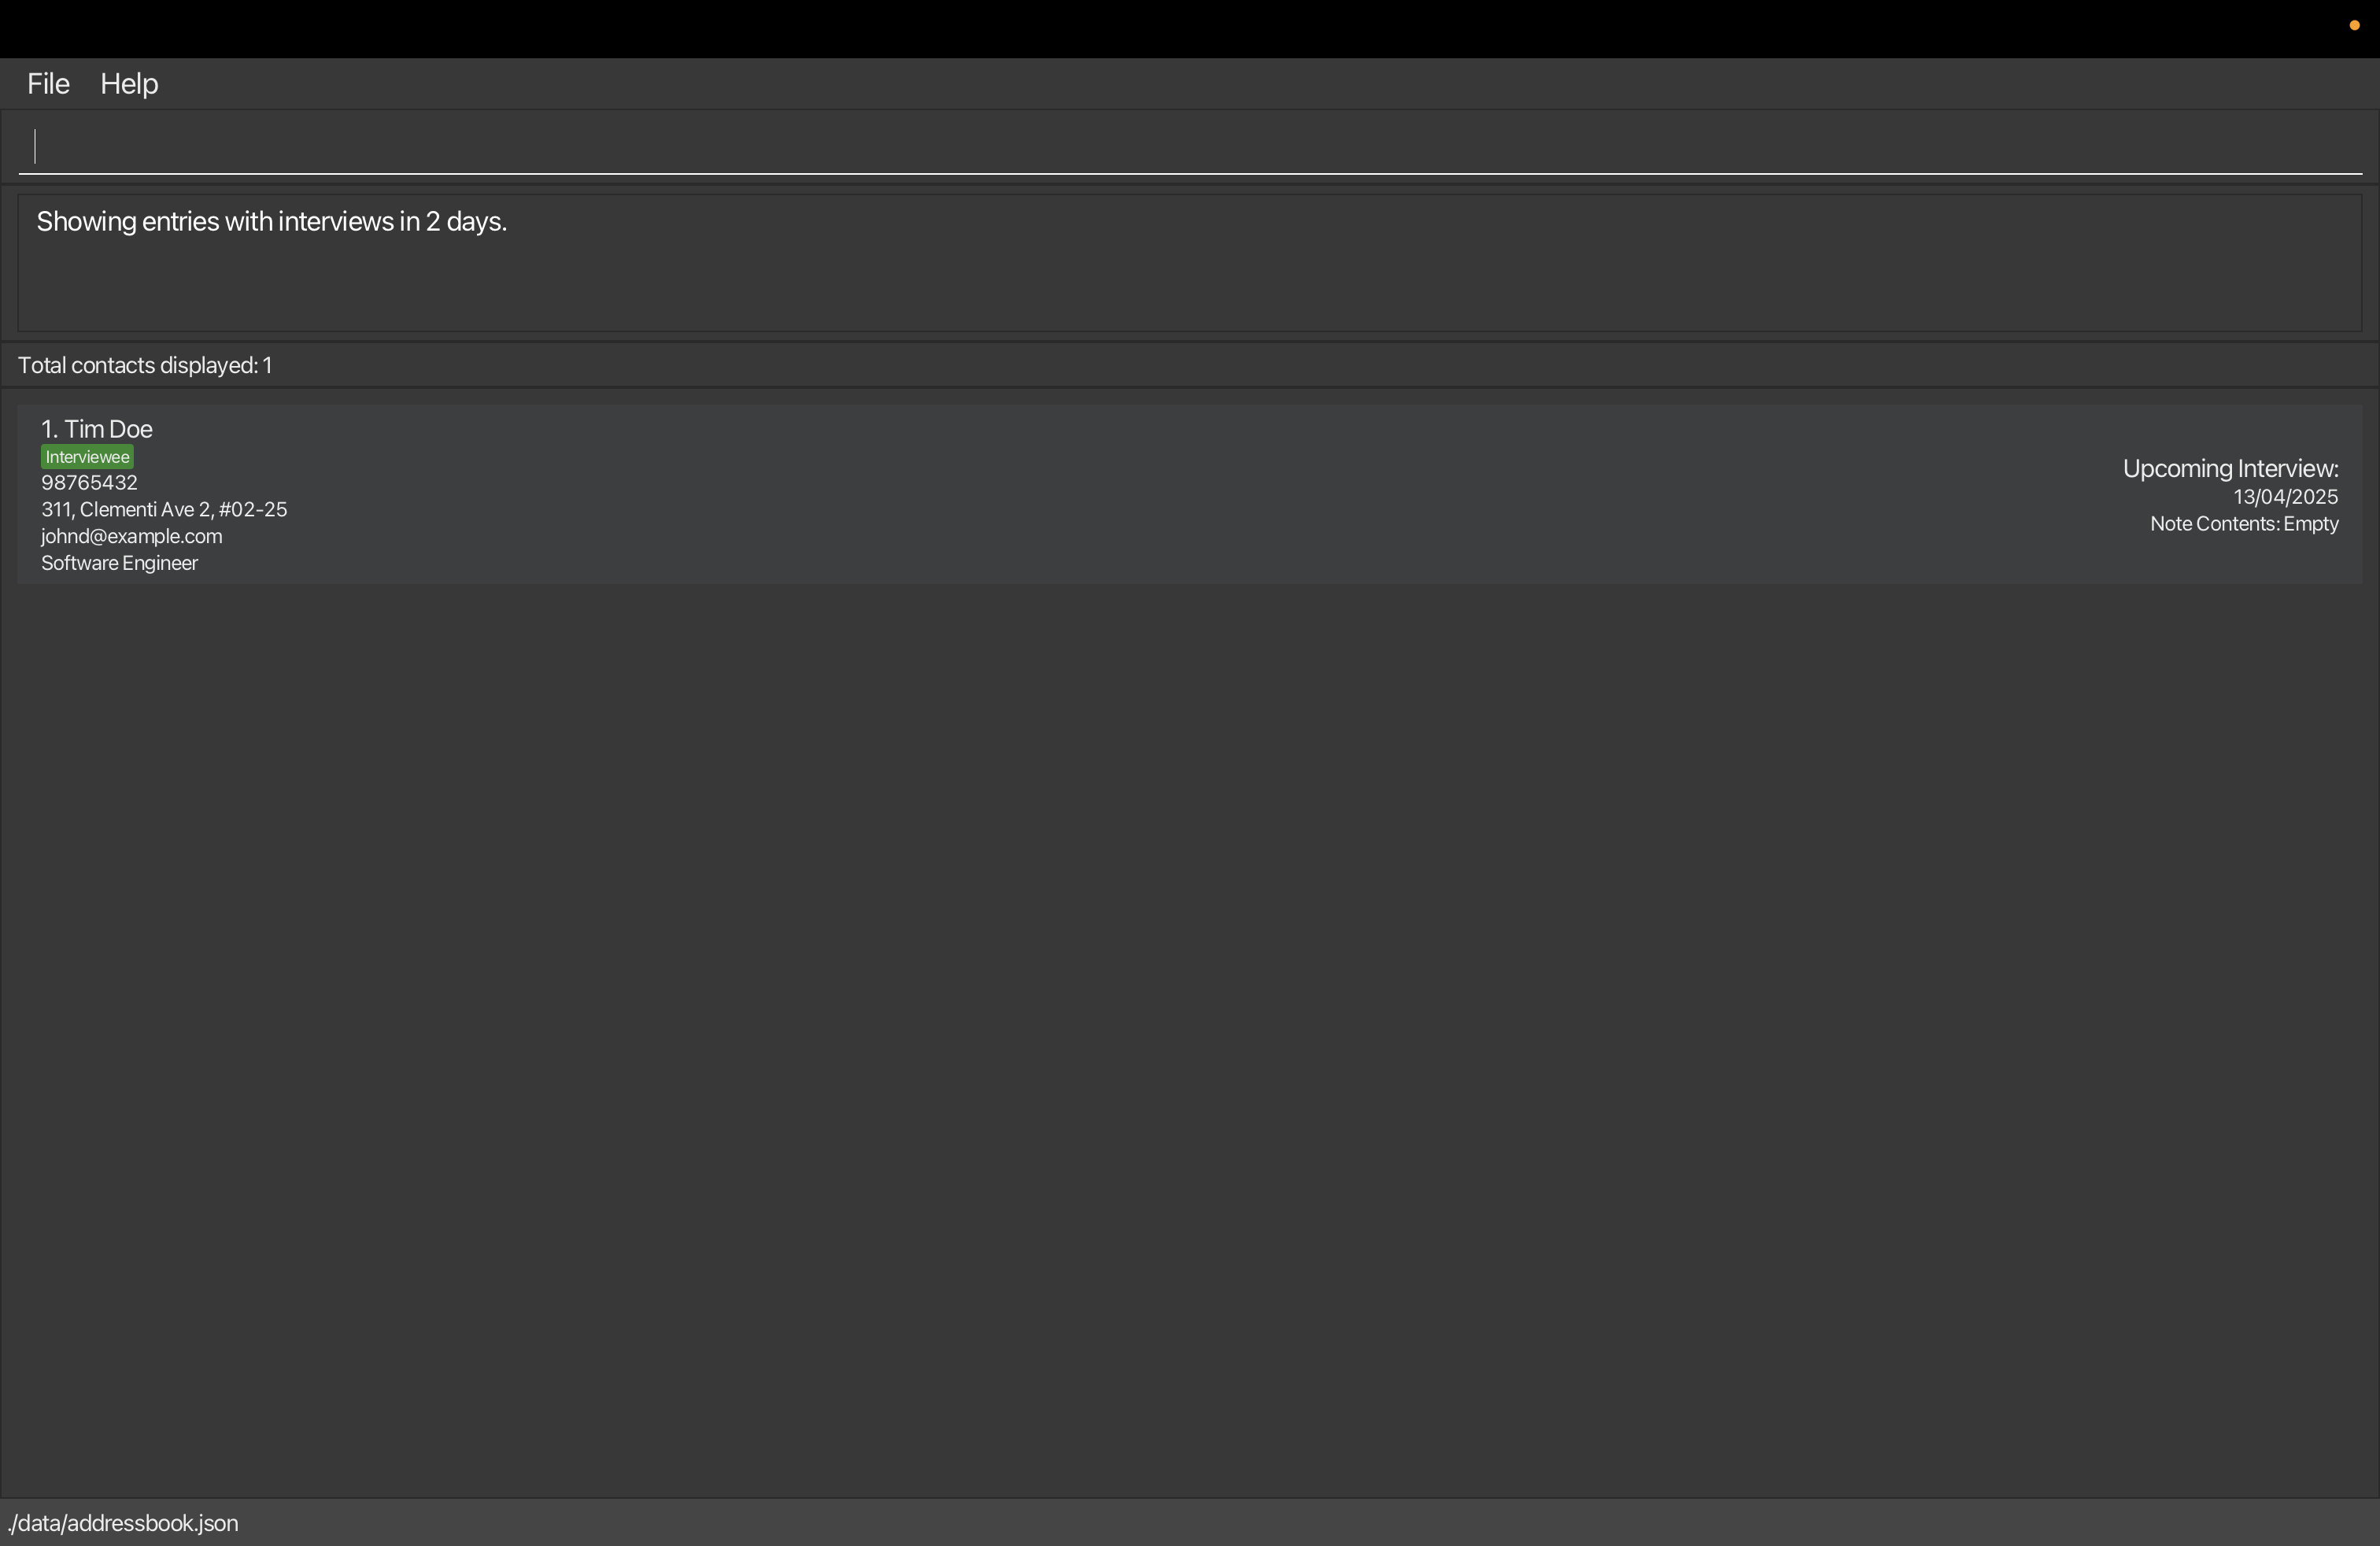 File Help
Showing entries with interviews in 2 days.
Total contacts displayed: 1
1. Tim Doe
Interviewee
98765432
311, Clementi Ave 2, #02-25
johnd@example.com
Software Engineer
Upcoming Interview:
13/04/2025
Note Contents: Empty
./data/addressbook.json